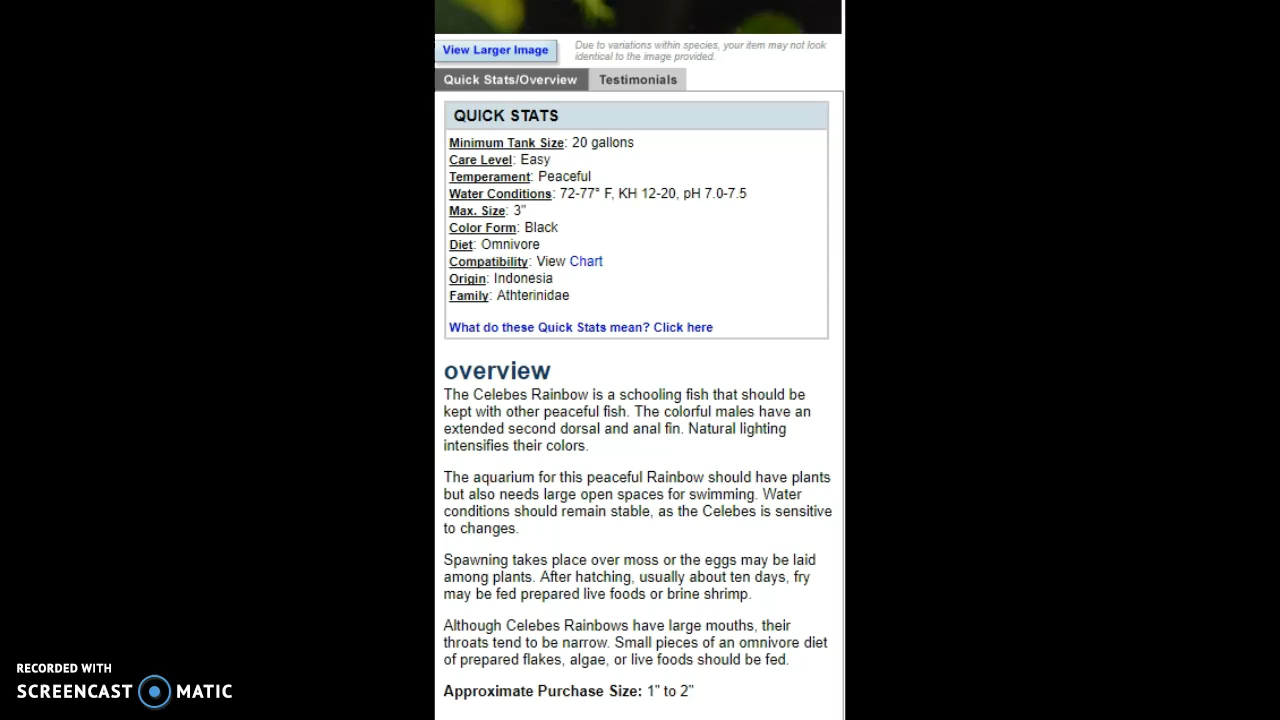 View Larger Image
Due to variations within species, your item may not look
identical to the image provided.
Quick Stats/Overview Testimonials
QUICK STATS
Minimum Tank Size: 20 gallons
Care Level: Easy
Temperament: Peaceful
Water Conditions: 72-77° F, KH 12-20, pH 7.0-7.5
Max. Size: 3"
Color Form: Black
Diet: Omnivore
Compatibility: View Chart
Origin: Indonesia
Family: Athterinidae
What do these Quick Stats mean? Click here
overview
The Celebes Rainbow is a schooling fish that should be
kept with other peaceful fish. The colorful males have an
extended second dorsal and anal fin. Natural lighting
intensifies their colors.
The aquarium for this peaceful Rainbow should have plants
but also needs large open spaces for swimming. Water
conditions should remain stable, as the Celebes is sensitive
to changes.
Spawning takes place over moss or the eggs may be laid
among plants. After hatching, usually about ten days, fry
may be fed prepared live foods or brine shrimp.
Although Celebes Rainbows have large mouths, their
throats tend to be narrow. Small pieces of an omnivore diet
of prepared flakes, algae, or live foods should be fed.
Approximate Purchase Size: 1" to 2"
RECORDED WITH
SCREENCAST MATIC